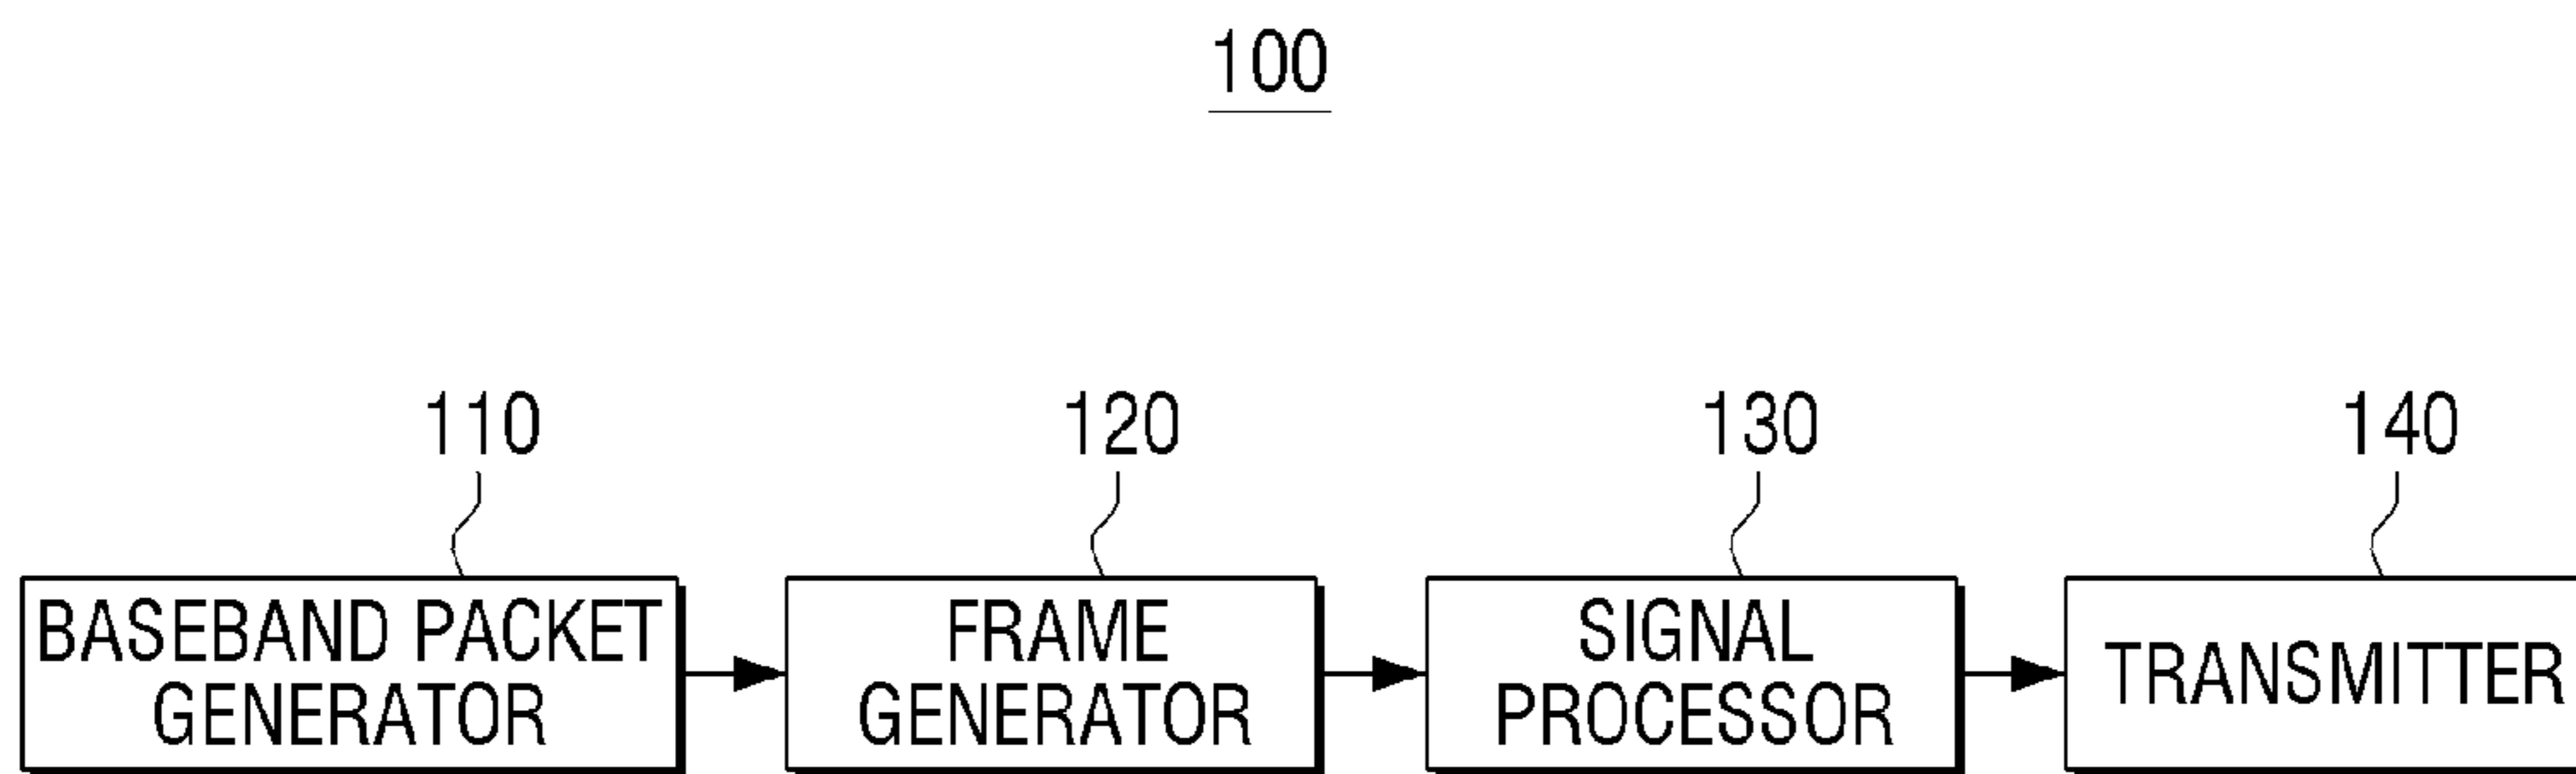 100
110
120
130
140
BASEBAND PACKET
GENERATOR
FRAME
GENERATOR
SIGNAL
PROCESSOR
TRANSMITTER